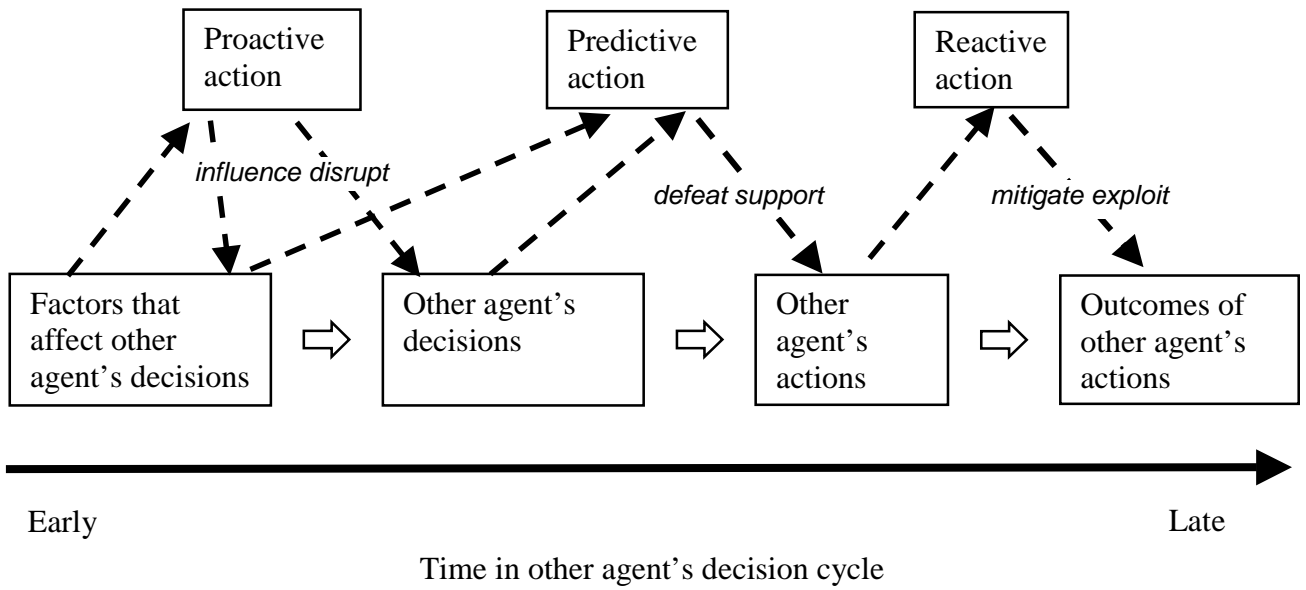 Proactive
action
Predictive
action
Reactive
action
influence disrupt
defeat support
mitigate exploit
Factors that
affect other
agent’s decisions
Other agent’s
decisions
Other
agent’s
actions
Outcomes of
other agent’s
actions
Early
Late
Time in other agent’s decision cycle